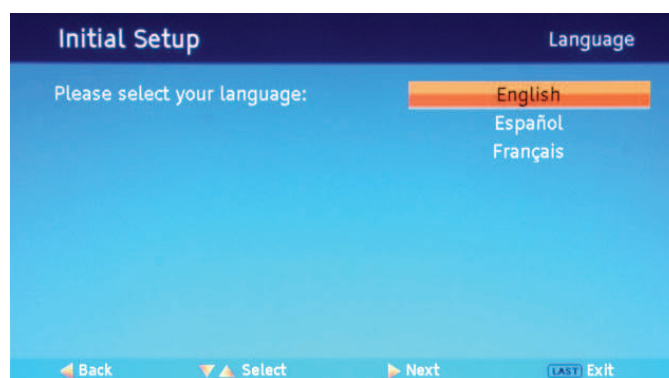 Initial Setup Language
Please select your language: English
Español
Français
Back Select Next LAST Exit